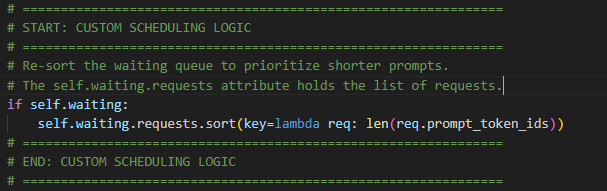 # ==================================================
# START: CUSTOM SCHEDULING LOGIC
# ==================================================
# Re-sort the waiting queue to prioritize shorter prompts.
# The self.waiting.requests attribute holds the list of requests.
if self.waiting:
    self.waiting.requests.sort(key=lambda req: len(req.prompt_token_ids))
# ==================================================
# END: CUSTOM SCHEDULING LOGIC
# ==================================================